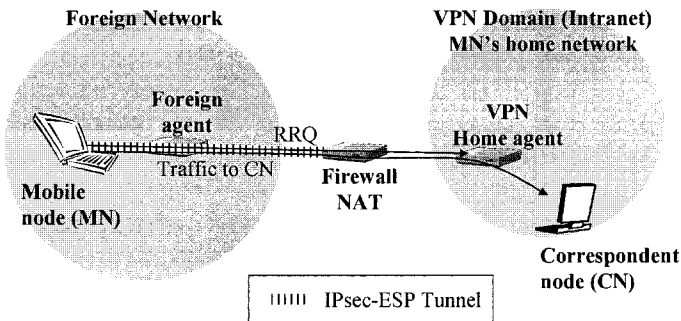 Foreign Network
VPN Domain (Intranet)
MN's home network
Foreign
agent
RRQ
VPN
Home agent
Traffic to CN
Firewall
NAT
Mobile
node (MN)
Correspondent
node (CN)
IPsec-ESP Tunnel